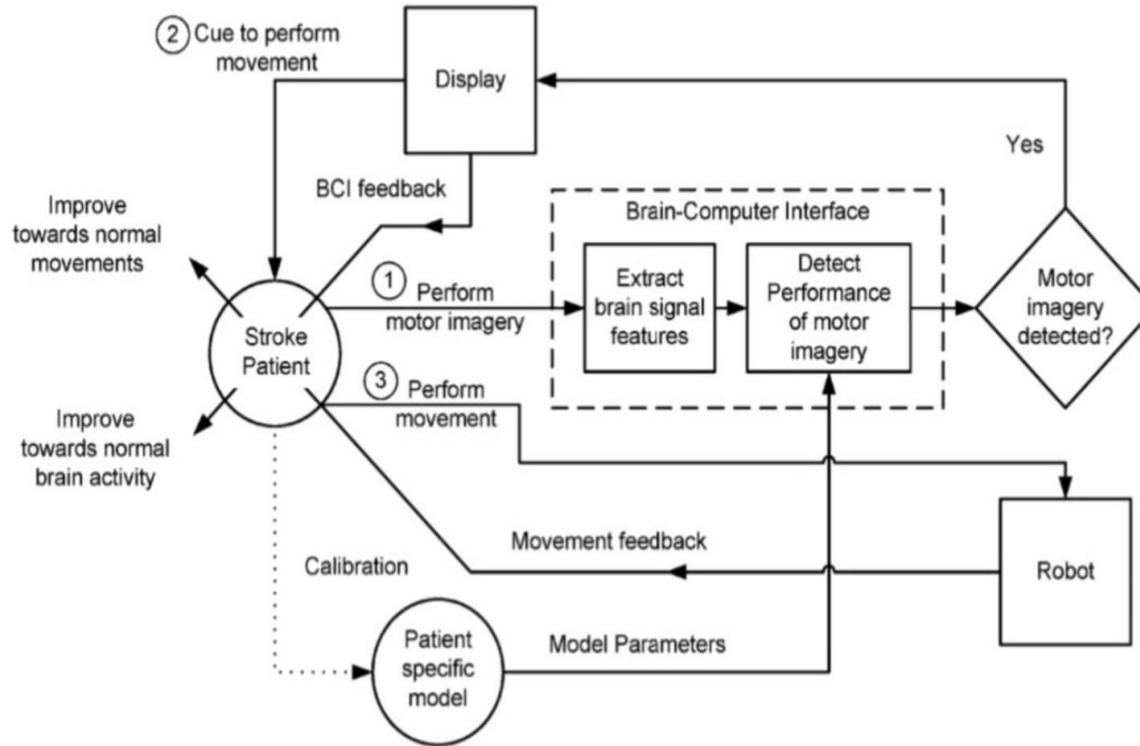 2 Cue to perform
movement
Display
Yes
BCI feedback
Improve
towards normal
movements
Brain-Computer Interface
1 Perform
motor imagery
Extract
brain signal
features
Detect
Performance
of motor
imagery
Motor
imagery
detected?
Stroke
Patient
3 Perform
movement
Improve
towards normal
brain activity
Movement feedback
Robot
Calibration
Patient
specific
model
Model Parameters